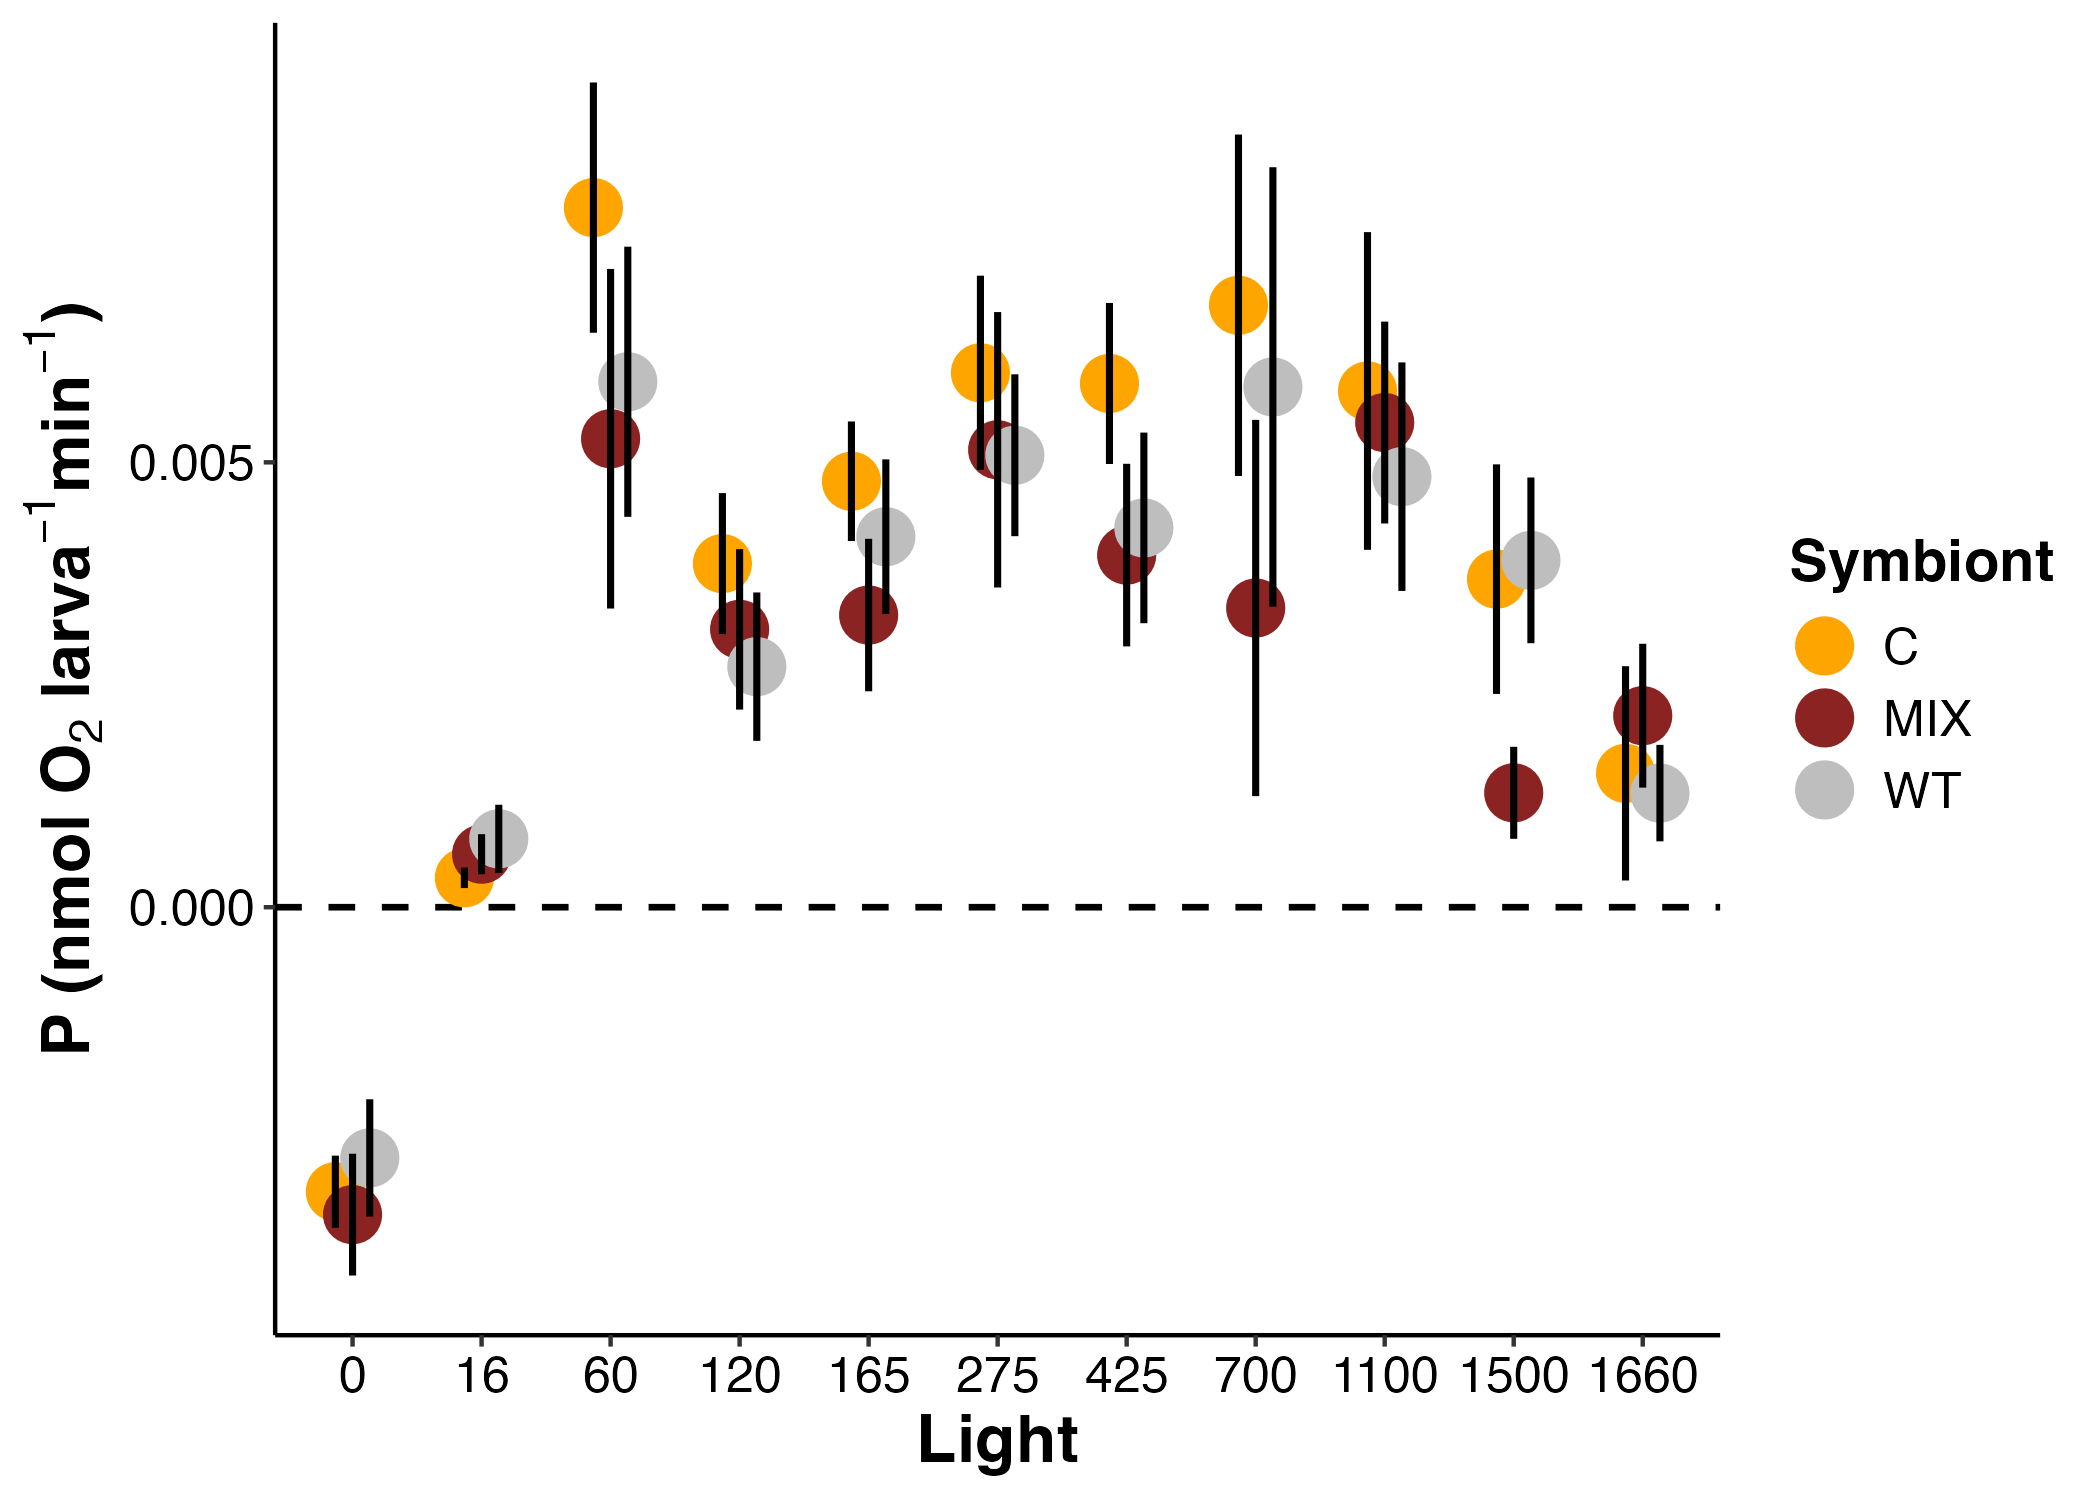 P (nmol O₂ larva⁻¹min⁻¹)
0.005
0.000
0 16 60 120 165 275 425 700 1100 1500 1660
Light
Symbiont
C
MIX
WT